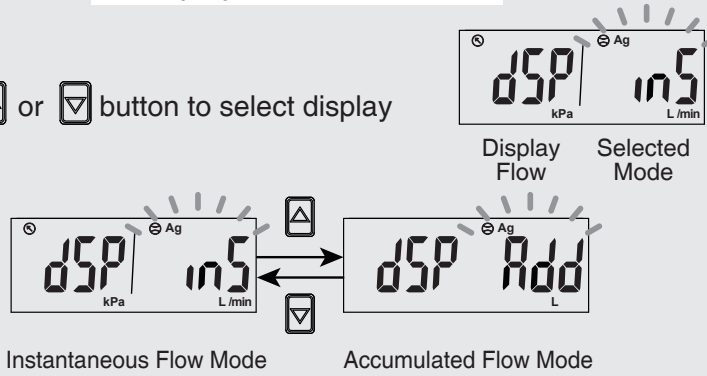 Ag
dSP inS
kPa L /min
Display Selected
Flow Mode
or button to select display
Ag Ag
dSP inS dSP Add
kPa L /min L
Instantaneous Flow Mode Accumulated Flow Mode